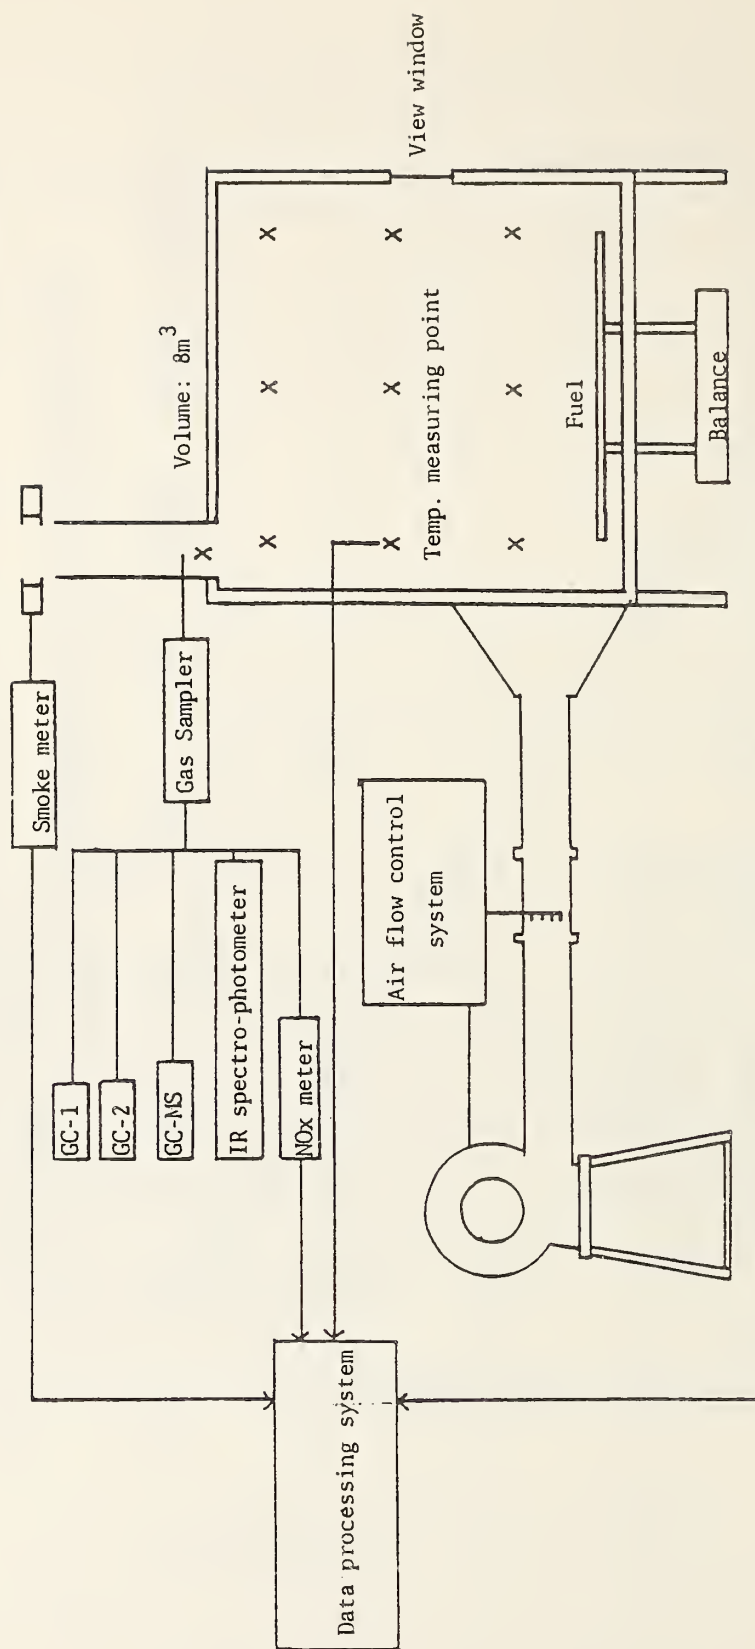 Smoke meter
GC-1
GC-2
GC-MS
IR spectro-photometer
NOx meter
Gas Sampler
Volume: 8m³
View window
Temp. measuring point
Data processing system
Air flow control
system
Fuel
Balance